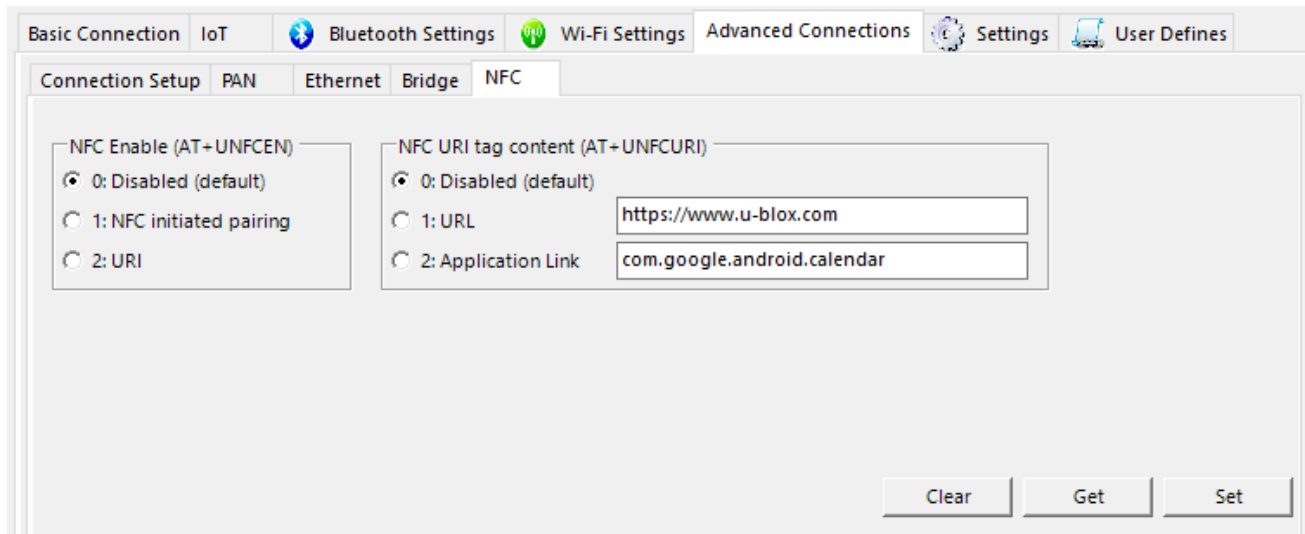 Basic Connection IoT Bluetooth Settings Wi-Fi Settings Advanced Connections Settings User Defines
Connection Setup PAN Ethernet Bridge NFC
NFC Enable (AT+UNFCEN)
0: Disabled (default)
1: NFC initiated pairing
2: URI
NFC URI tag content (AT+UNFCURI)
0: Disabled (default)
1: URL https://www.u-blox.com
2: Application Link com.google.android.calendar
Clear Get Set